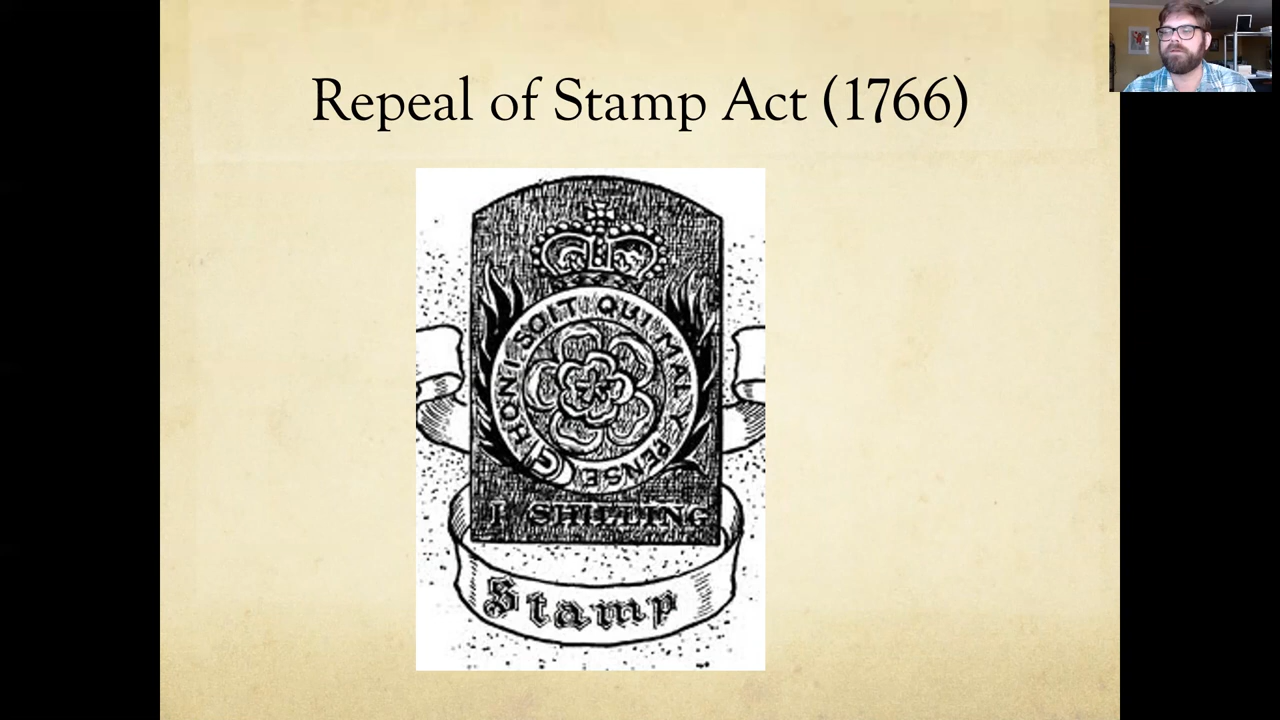 Repeal of Stamp Act (1766)
HONI SOIT QUI MAL Y PENSE
I SHILLING
Stamp